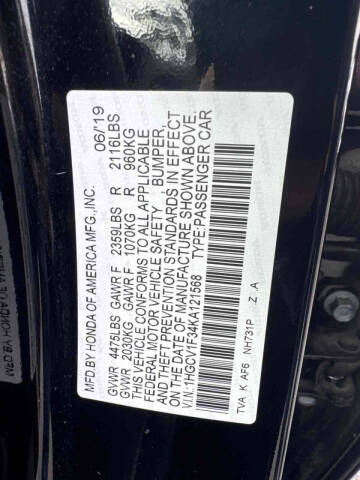 MFD.BY HONDA OF AMERICA MFG.,INC. 06/19
GVWR 4475LBS GAWR F 2359LBS R 2116LBS
GVWR 2030KG GAWR F 1070KG R 960KG
THIS VEHICLE CONFORMS TO ALL APPLICABLE
FEDERAL MOTOR VEHICLE SAFETY , BUMPER,
AND THEFT PREVENTION STANDARDS IN EFFECT
ON THE DATE OF MANUFACTURE SHOWN ABOVE.
V.I.N.:1HGCV1F34KA121568 TYPE:PASSENGER CAR
TVA K AF6 NH731P Z A